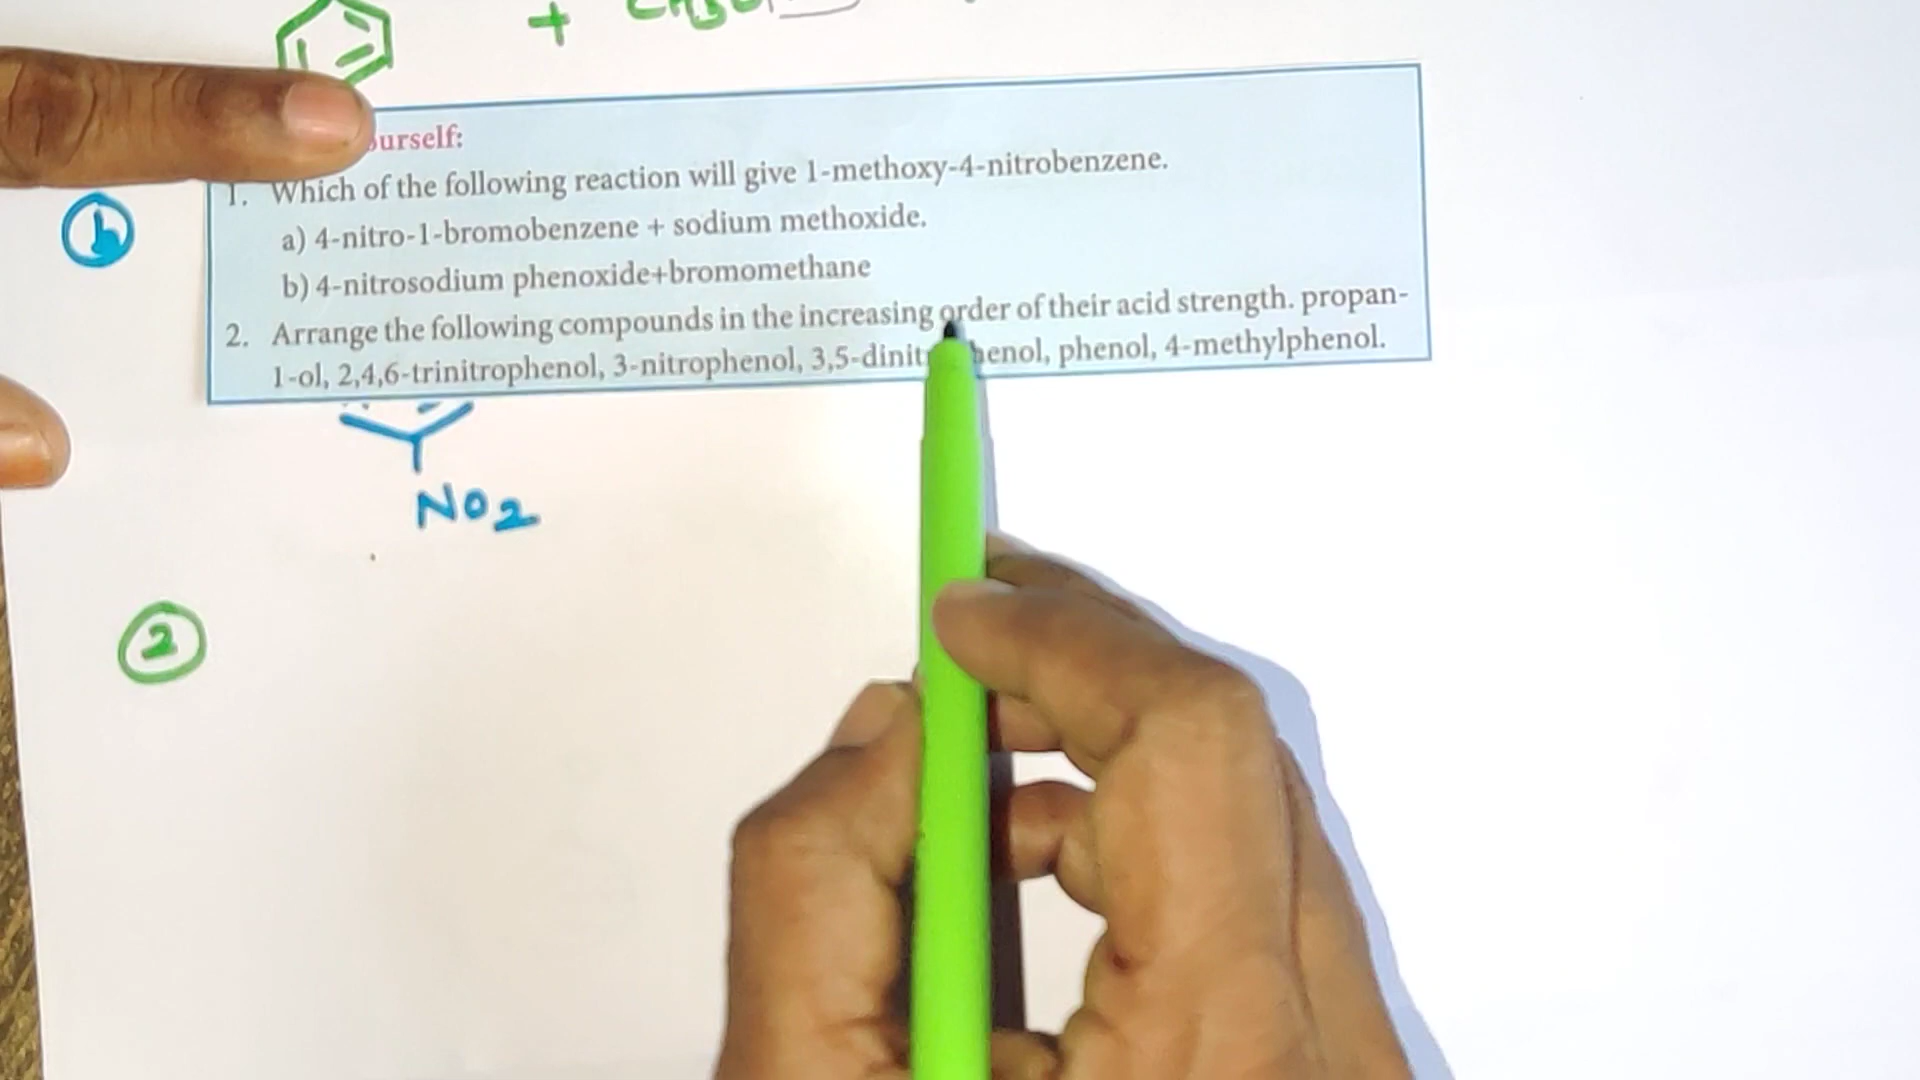 +
urself:
1. Which of the following reaction will give 1-methoxy-4-nitrobenzene.
a) 4-nitro-1-bromobenzene + sodium methoxide.
b) 4-nitrosodium phenoxide+bromomethane
2. Arrange the following compounds in the increasing order of their acid strength. propan-
1-ol, 2,4,6-trinitrophenol, 3-nitrophenol, 3,5-dinit henol, phenol, 4-methylphenol.
b
NO2
2